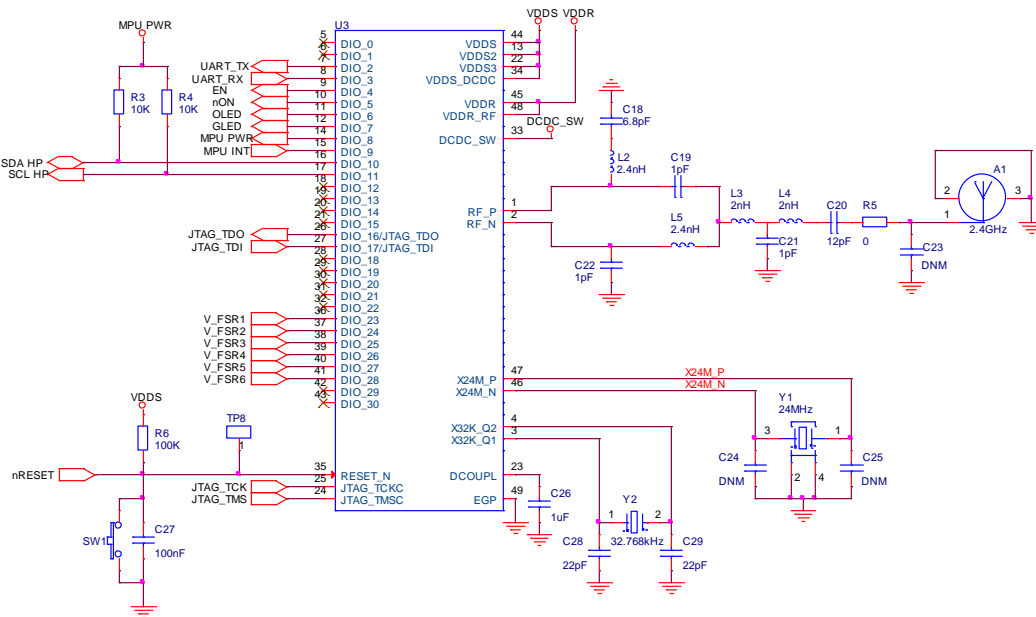 VDDS VDDR
U3
MPU PWR
5 DIO_0 VDDS 44
6 DIO_1 VDDS2 13
UART_TX 7 DIO_2 VDDS3 22
UART_RX 8 DIO_3 VDDS_DCDC 34
EN 9 DIO_4
nON 10 DIO_5 VDDR 45
OLED 11 DIO_6 VDDR_RF 48
GLED 12 DIO_7
MPU PWR 14 DIO_8 DCDC_SW 33
DCDC_SW
MPU INT 15 DIO_9
R3 10K
R4 10K
SDA HP 16 DIO_10
SCL HP 17 DIO_11
18 DIO_12
19 DIO_13
20 DIO_14 RF_P 1
21 DIO_15 RF_N 2
JTAG_TDO 26 DIO_16/JTAG_TDO
JTAG_TDI 27 DIO_17/JTAG_TDI
28 DIO_18
29 DIO_19
30 DIO_20
31 DIO_21
32 DIO_22
V_FSR1 36 DIO_23
V_FSR2 37 DIO_24
V_FSR3 38 DIO_25
V_FSR4 39 DIO_26
V_FSR5 40 DIO_27
V_FSR6 41 DIO_28 X24M_P 47
42 DIO_29 X24M_N 46
43 DIO_30
X32K_Q2 4
X32K_Q1 3
nRESET 35 RESET_N DCOUPL 23
JTAG_TCK 25 JTAG_TCKC
JTAG_TMS 24 JTAG_TMSC EGP 49
C18
6.8pF
L2
2.4nH
C19
1pF
L5
2.4nH
C22
1pF
L3
2nH
L4
2nH
C21
1pF
C20
12pF
R5
0
C23
DNM
A1
2 3
1
2.4GHz
X24M_P
X24M_N
Y1
24MHz
3 1
2 4
C24
DNM
C25
DNM
VDDS
R6
100K
TP8
1
SW1
C27
100nF
C26
1uF
Y2
1 2
32.768kHz
C28
22pF
C29
22pF